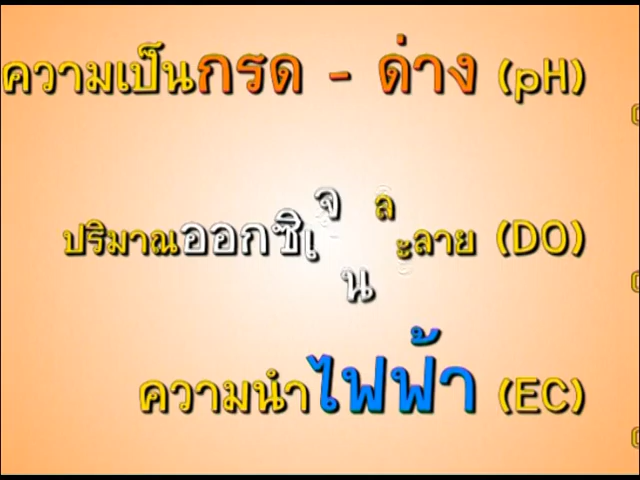 ความเป็นกรด - ด่าง (pH)
ปริมาณออกซิเจนละลาย (DO)
ความนำไฟฟ้า (EC)